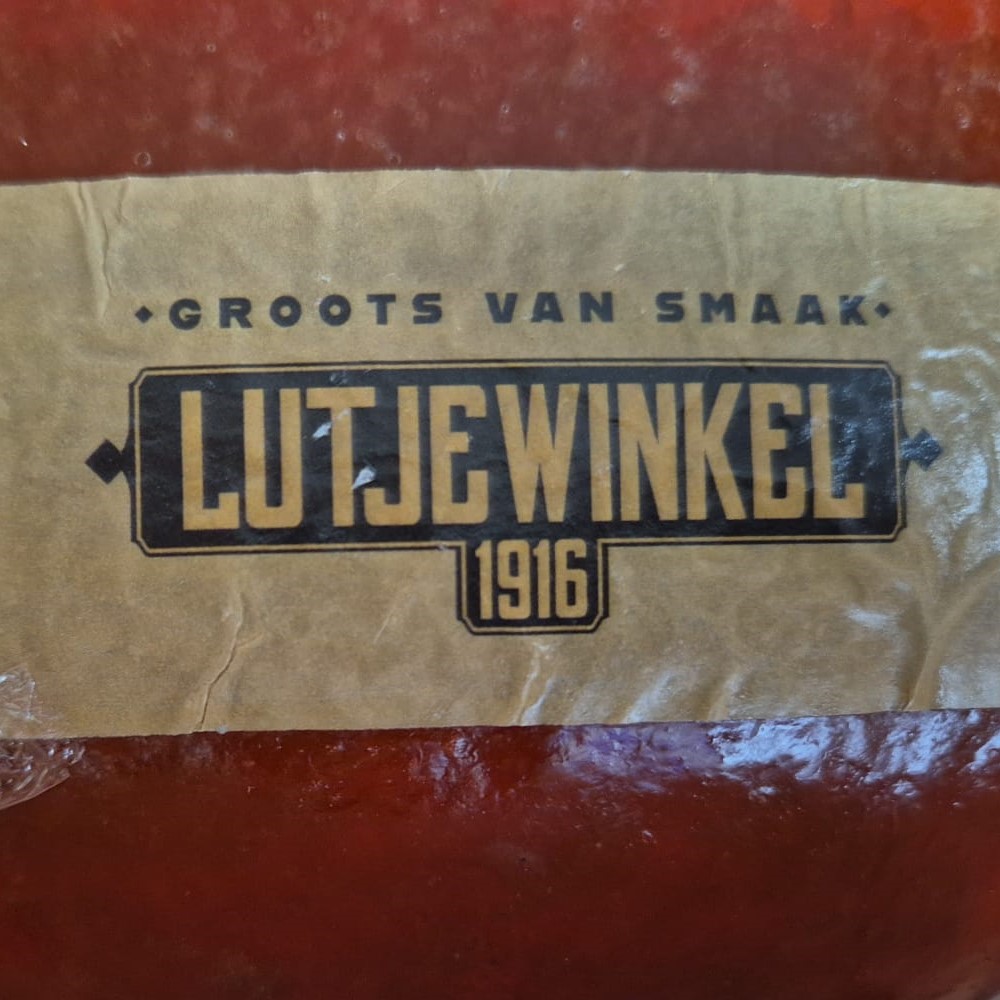 GROOTS VAN SMAAK
LUTJEWINKEL
1916